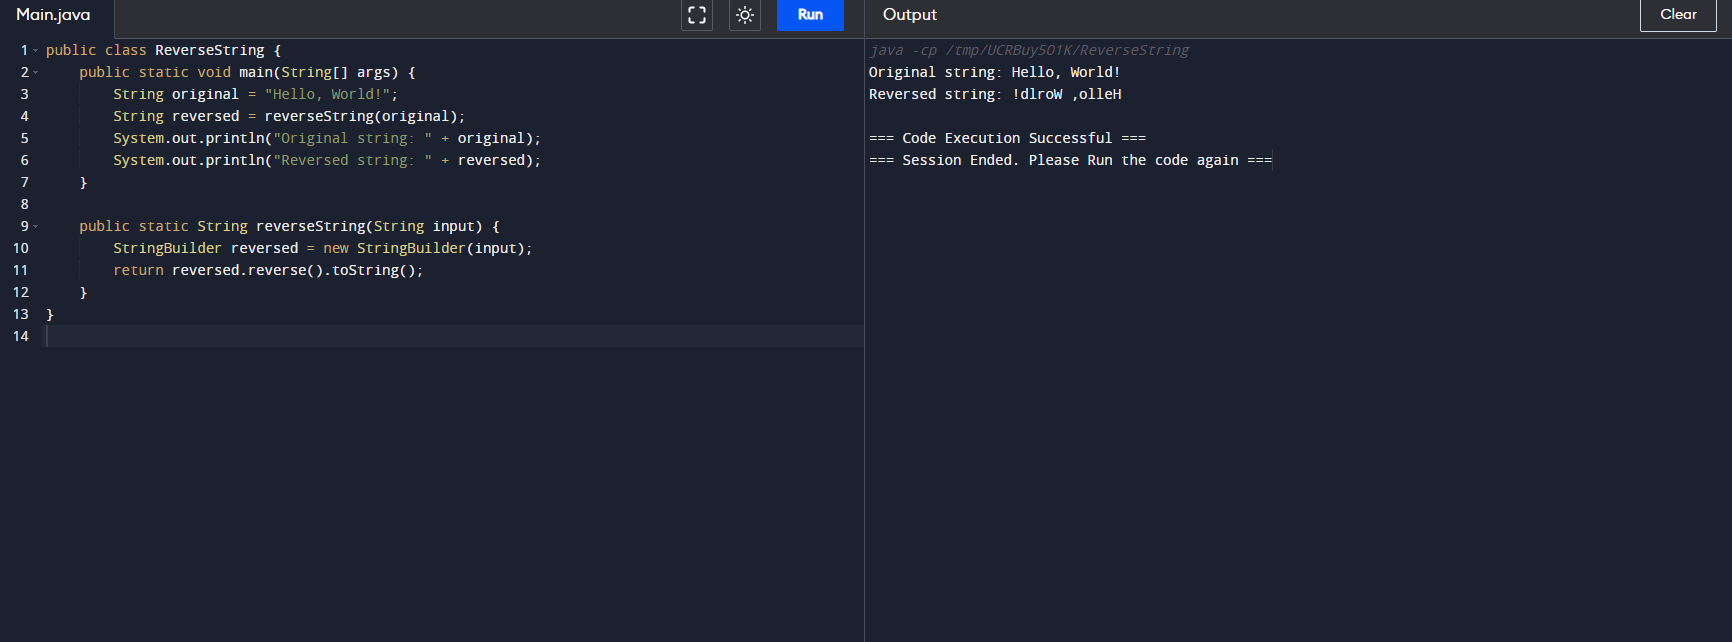 Main.java
Run
1 public class ReverseString {
2     public static void main(String[] args) {
3         String original = "Hello, World!";
4         String reversed = reverseString(original);
5         System.out.println("Original string: " + original);
6         System.out.println("Reversed string: " + reversed);
7     }
8
9     public static String reverseString(String input) {
10         StringBuilder reversed = new StringBuilder(input);
11         return reversed.reverse().toString();
12     }
13 }
14
Output
Clear
java -cp /tmp/UCRBuy5O1K/ReverseString
Original string: Hello, World!
Reversed string: !dlroW ,olleH
=== Code Execution Successful ===
=== Session Ended. Please Run the code again ===